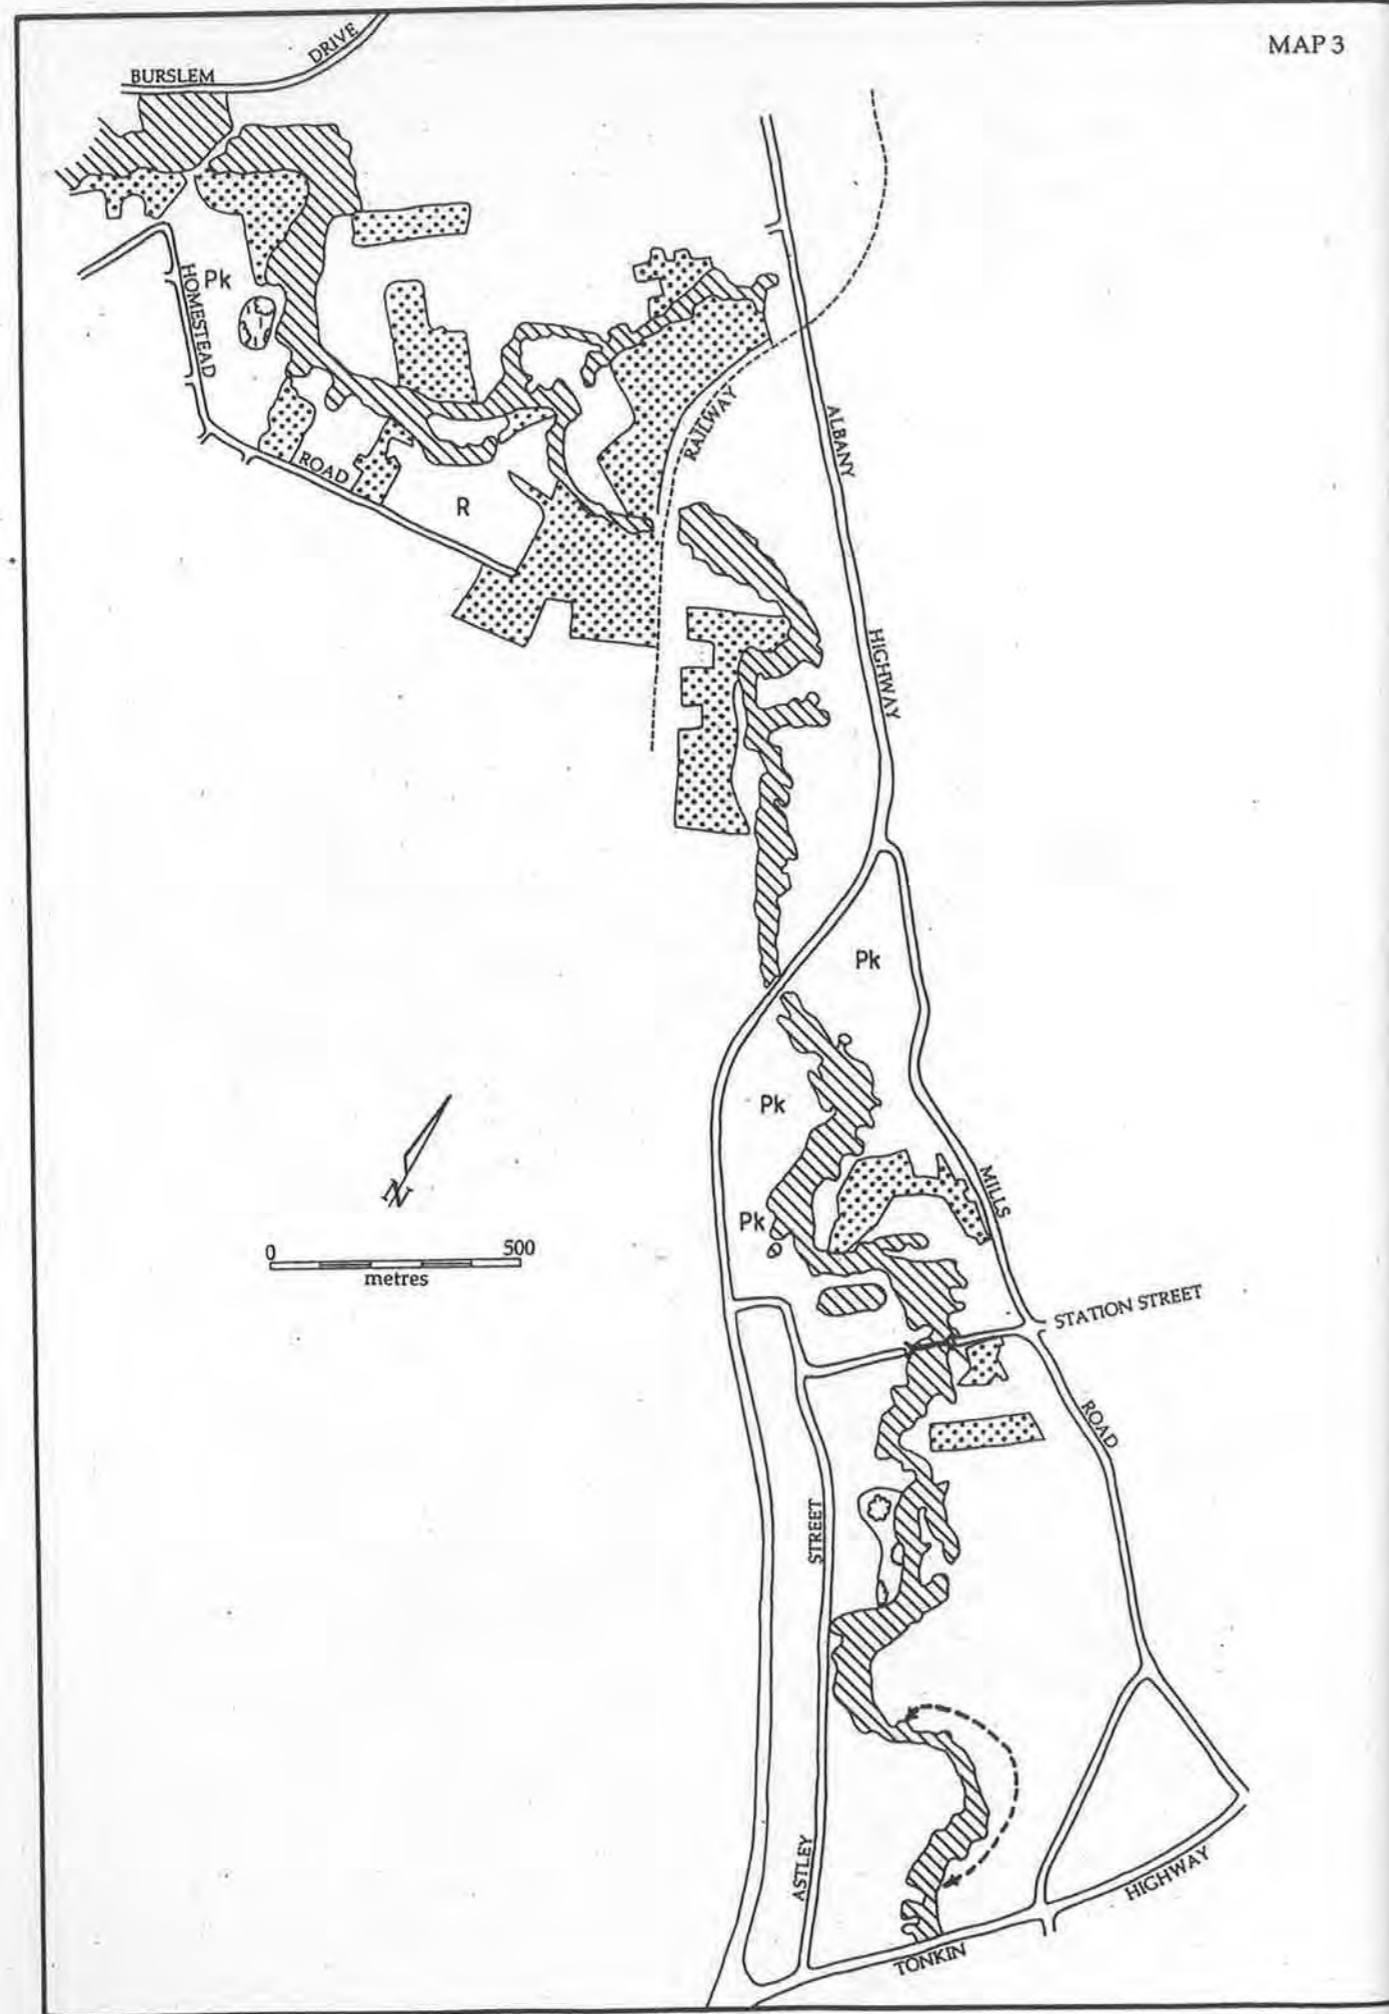 MAP 3
DRIVE
BURSLEM
Pk
HOMESTEAD
ROAD
RAILWAY
ALBANY
R
HIGHWAY
Pk
Pk
MILLS
Pk
N
0 500
metres
STATION STREET
ROAD
STREET
ASTLEY
HIGHWAY
TONKIN